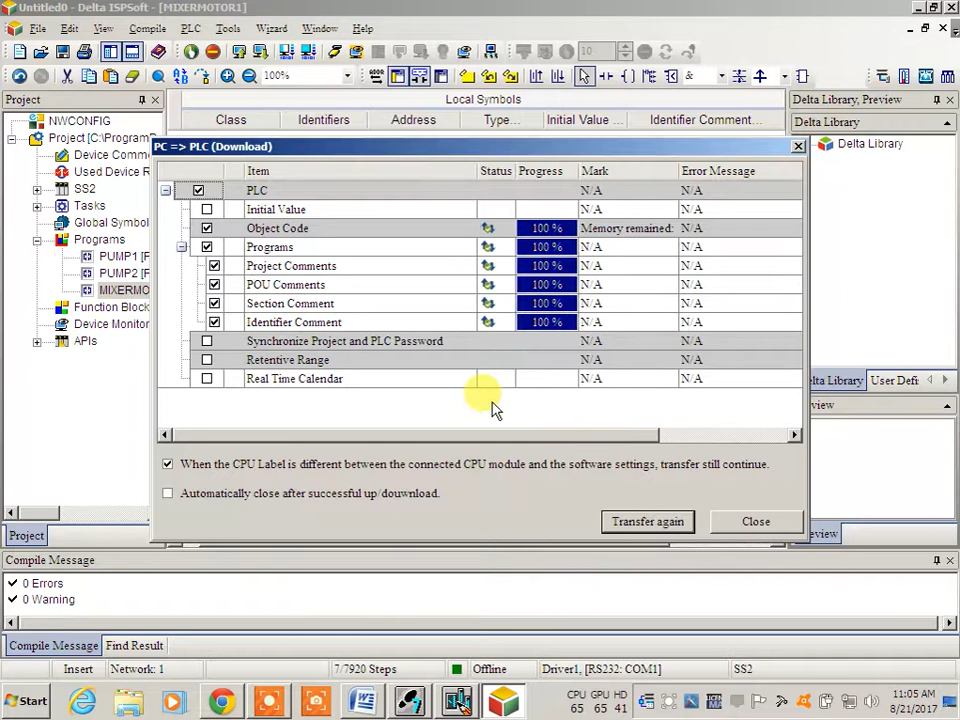 Untitled0 - Delta ISPSoft - [MIXERMOTOR1]
File Edit View Compile PLC Tools Wizard Window Help
10
100%
&
Project
NWCONFIG
Project [C:\ProgramD
Device Comme
Used Device R
SS2
Tasks
Global Symbol
Programs
PUMP1 [P
PUMP2 [P
MIXERMO
Function Block
Device Monitor
APIs
Project
Local Symbols
Class Identifiers Address Type... Initial Value ... Identifier Comment...
PC => PLC (Download)
Item Status Progress Mark Error Message
PLC N/A N/A
Initial Value N/A N/A
Object Code 100 % Memory remained: N/A
Programs 100 % N/A N/A
Project Comments 100 % N/A N/A
POU Comments 100 % N/A N/A
Section Comment 100 % N/A N/A
Identifier Comment 100 % N/A N/A
Synchronize Project and PLC Password N/A N/A
Retentive Range N/A N/A
Real Time Calendar N/A N/A
When the CPU Label is different between the connected CPU module and the software settings, transfer still continue.
Automatically close after successful up/douwnload.
Transfer again Close
Delta Library, Preview
Delta Library
Delta Library
Delta Library User Defi
Compile Message
0 Errors
0 Warning
Compile Message Find Result
Insert Network: 1 7/7920 Steps Offline Driver1, [RS232: COM1] SS2
Start
CPU GPU HD
65 65 41
11:05 AM
8/21/2017